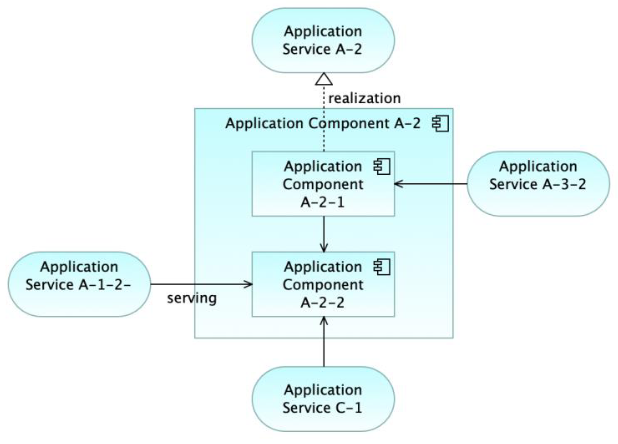 Application
Service A-2
realization
Application Component A-2
Application
Component
A-2-1
Application
Service A-3-2
Application
Service A-1-2-
serving
Application
Component
A-2-2
Application
Service C-1